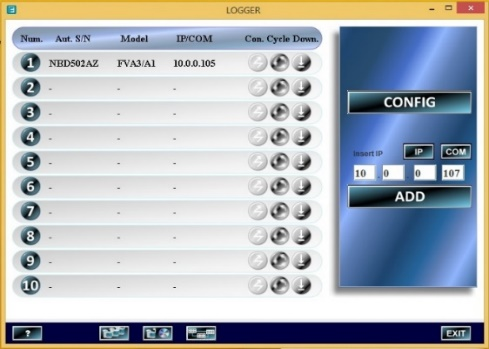 LOGGER
Num. Aut. S/N Model IP/COM Con. Cycle Down.
1 NBD502AZ FVA3/A1 10.0.0.105
2 - - -
3 - - -
4 - - -
5 - - -
6 - - -
7 - - -
8 - - -
9 - - -
10 - - -
CONFIG
Insert IP IP COM
10 . 0 . 0 . 107
ADD
? EXIT